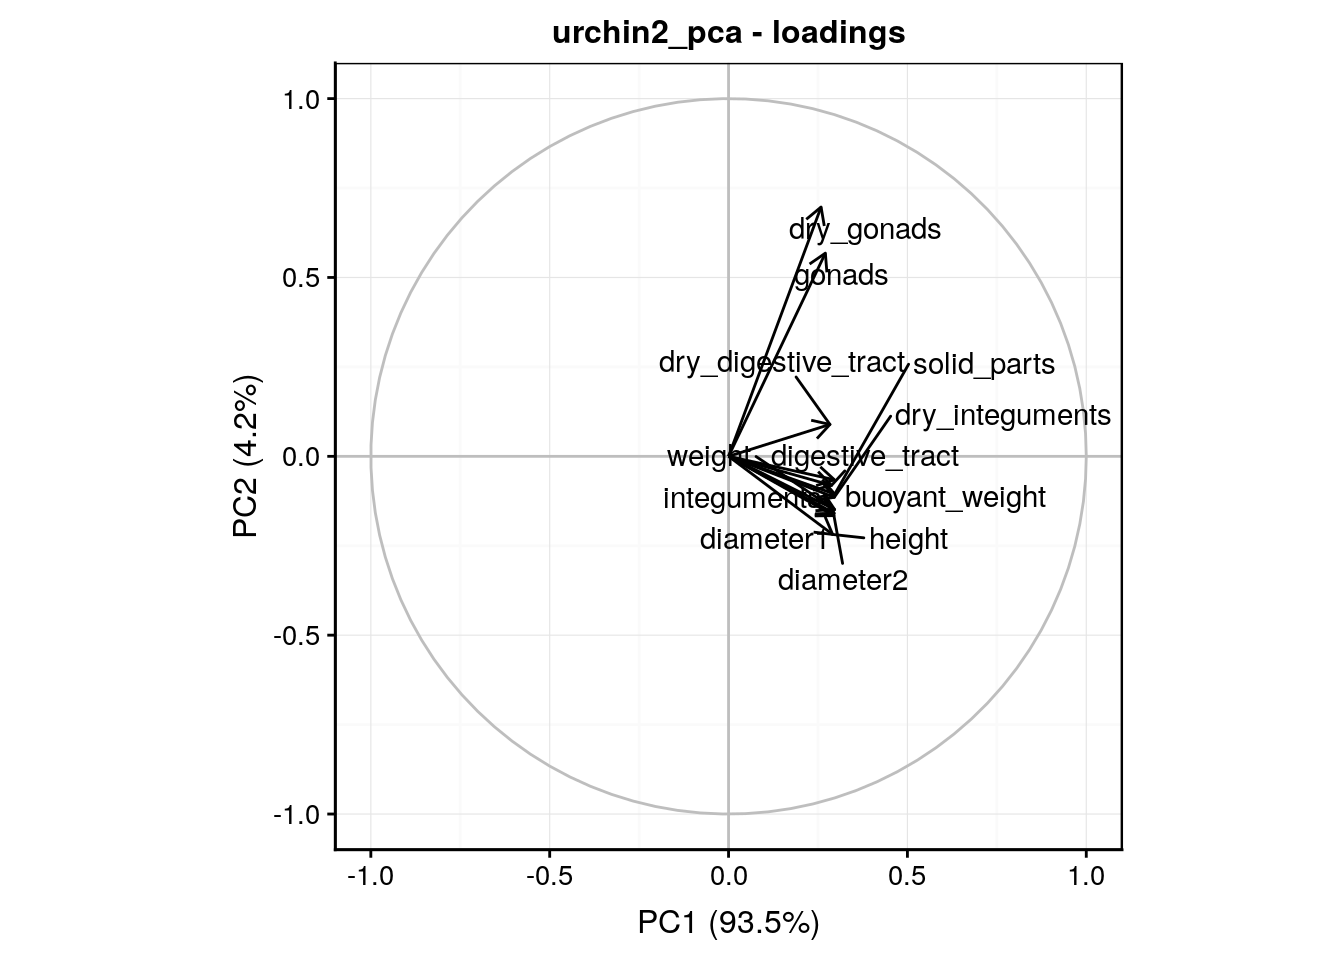 urchin2_pca - loadings
1.0
0.5
0.0
-0.5
-1.0
PC2 (4.2%)
dry_gonads
gonads
dry_digestive_tract
solid_parts
dry_integuments
weight
digestive_tract
integuments
buoyant_weight
diameter1
height
diameter2
-1.0
-0.5
0.0
0.5
1.0
PC1 (93.5%)